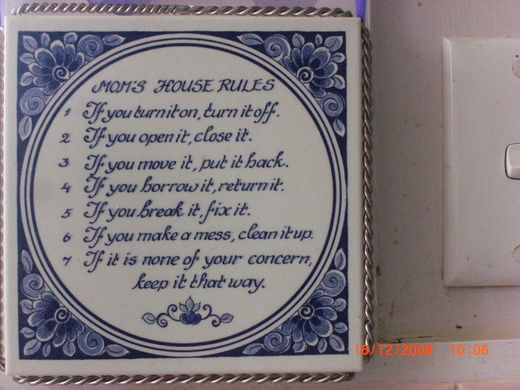 MOM'S HOUSE RULES
1 If you turn it on, turn it off.
2 If you open it, close it.
3 If you move it, put it back.
4 If you borrow it, return it.
5 If you break it, fix it.
6 If you make a mess, clean it up.
7 If it is none of your concern,
keep it that way.
18/12/2008 10:06